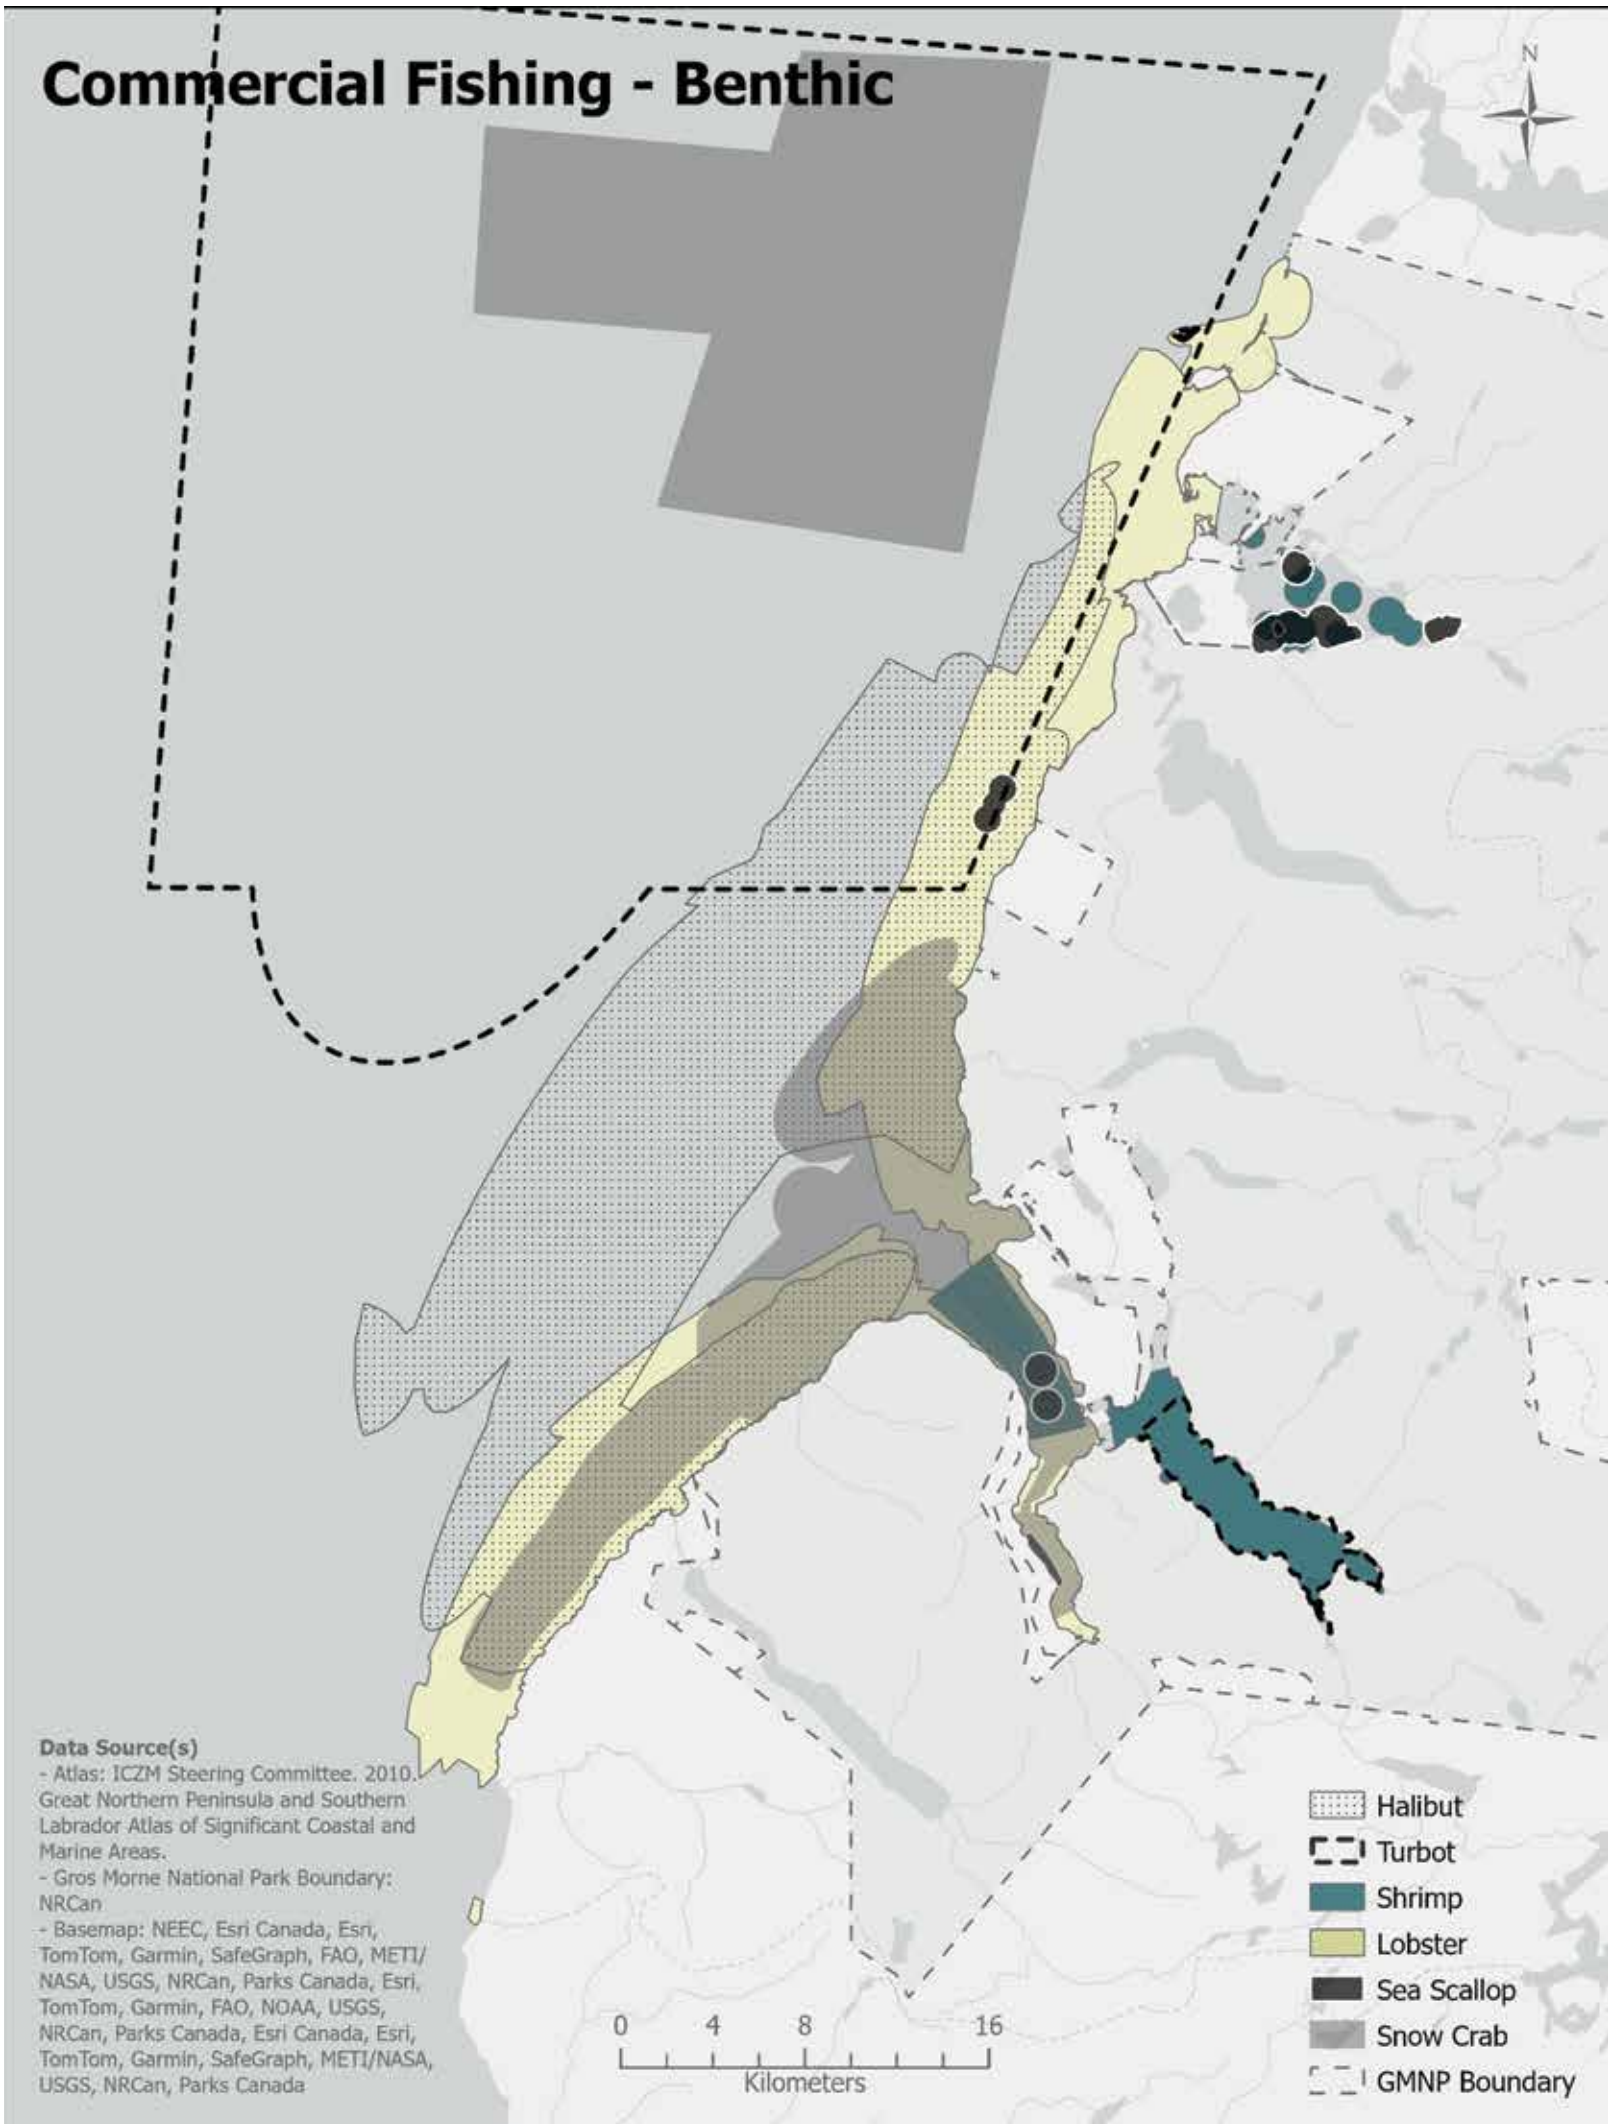 Commercial Fishing - Benthic
N
Data Source(s)
- Atlas: ICZM Steering Committee. 2010.
Great Northern Peninsula and Southern
Labrador Atlas of Significant Coastal and
Marine Areas.
- Gros Morne National Park Boundary:
NRCan
- Basemap: NEEC, Esri Canada, Esri,
TomTom, Garmin, SafeGraph, FAO, METI/
NASA, USGS, NRCan, Parks Canada, Esri,
TomTom, Garmin, FAO, NOAA, USGS,
NRCan, Parks Canada, Esri Canada, Esri,
TomTom, Garmin, SafeGraph, METI/NASA,
USGS, NRCan, Parks Canada
0 4 8 16
Kilometers
Halibut
Turbot
Shrimp
Lobster
Sea Scallop
Snow Crab
GMNP Boundary